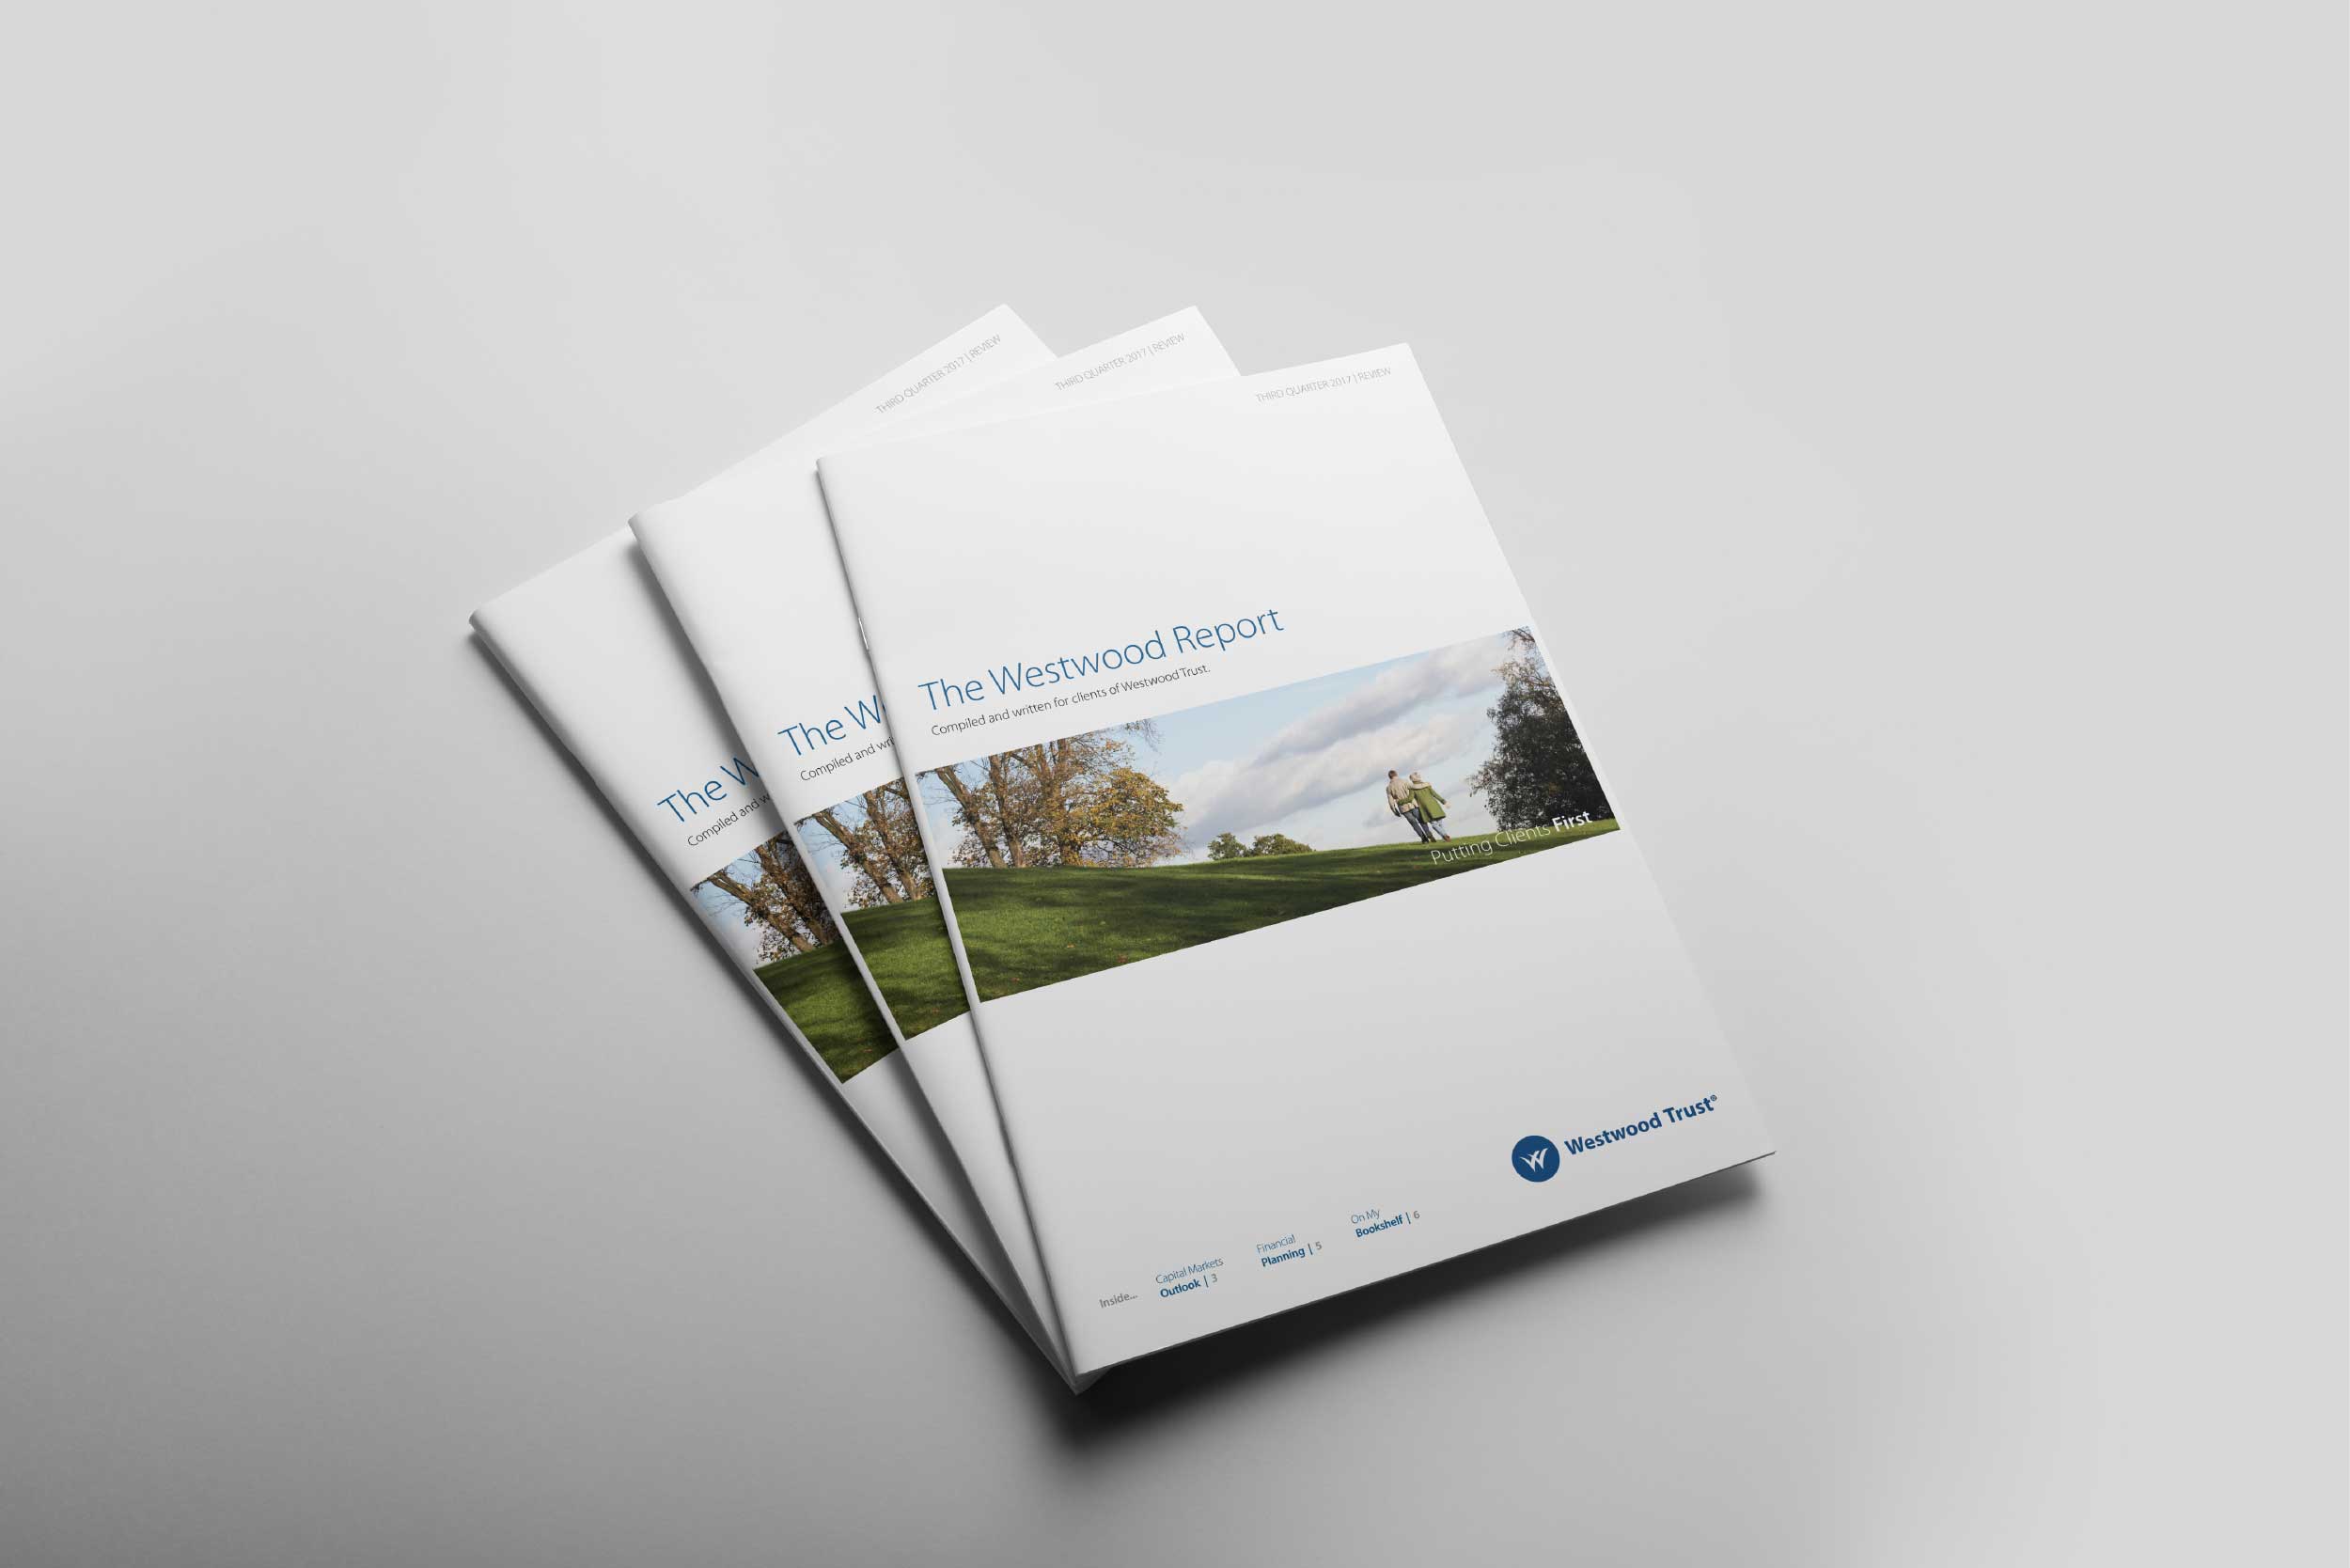 THIRD QUARTER 2017 | REVIEW
THIRD QUARTER 2017 | REVIEW
THIRD QUARTER 2017 | REVIEW
The Westwood Report
Compiled and written for clients of Westwood Trust.
The W
Compiled and wri
The W
Compiled and w
Putting Clients First
Westwood Trust®
Inside...
Capital Markets
Outlook | 3
Financial
Planning | 5
On My
Bookshelf | 6